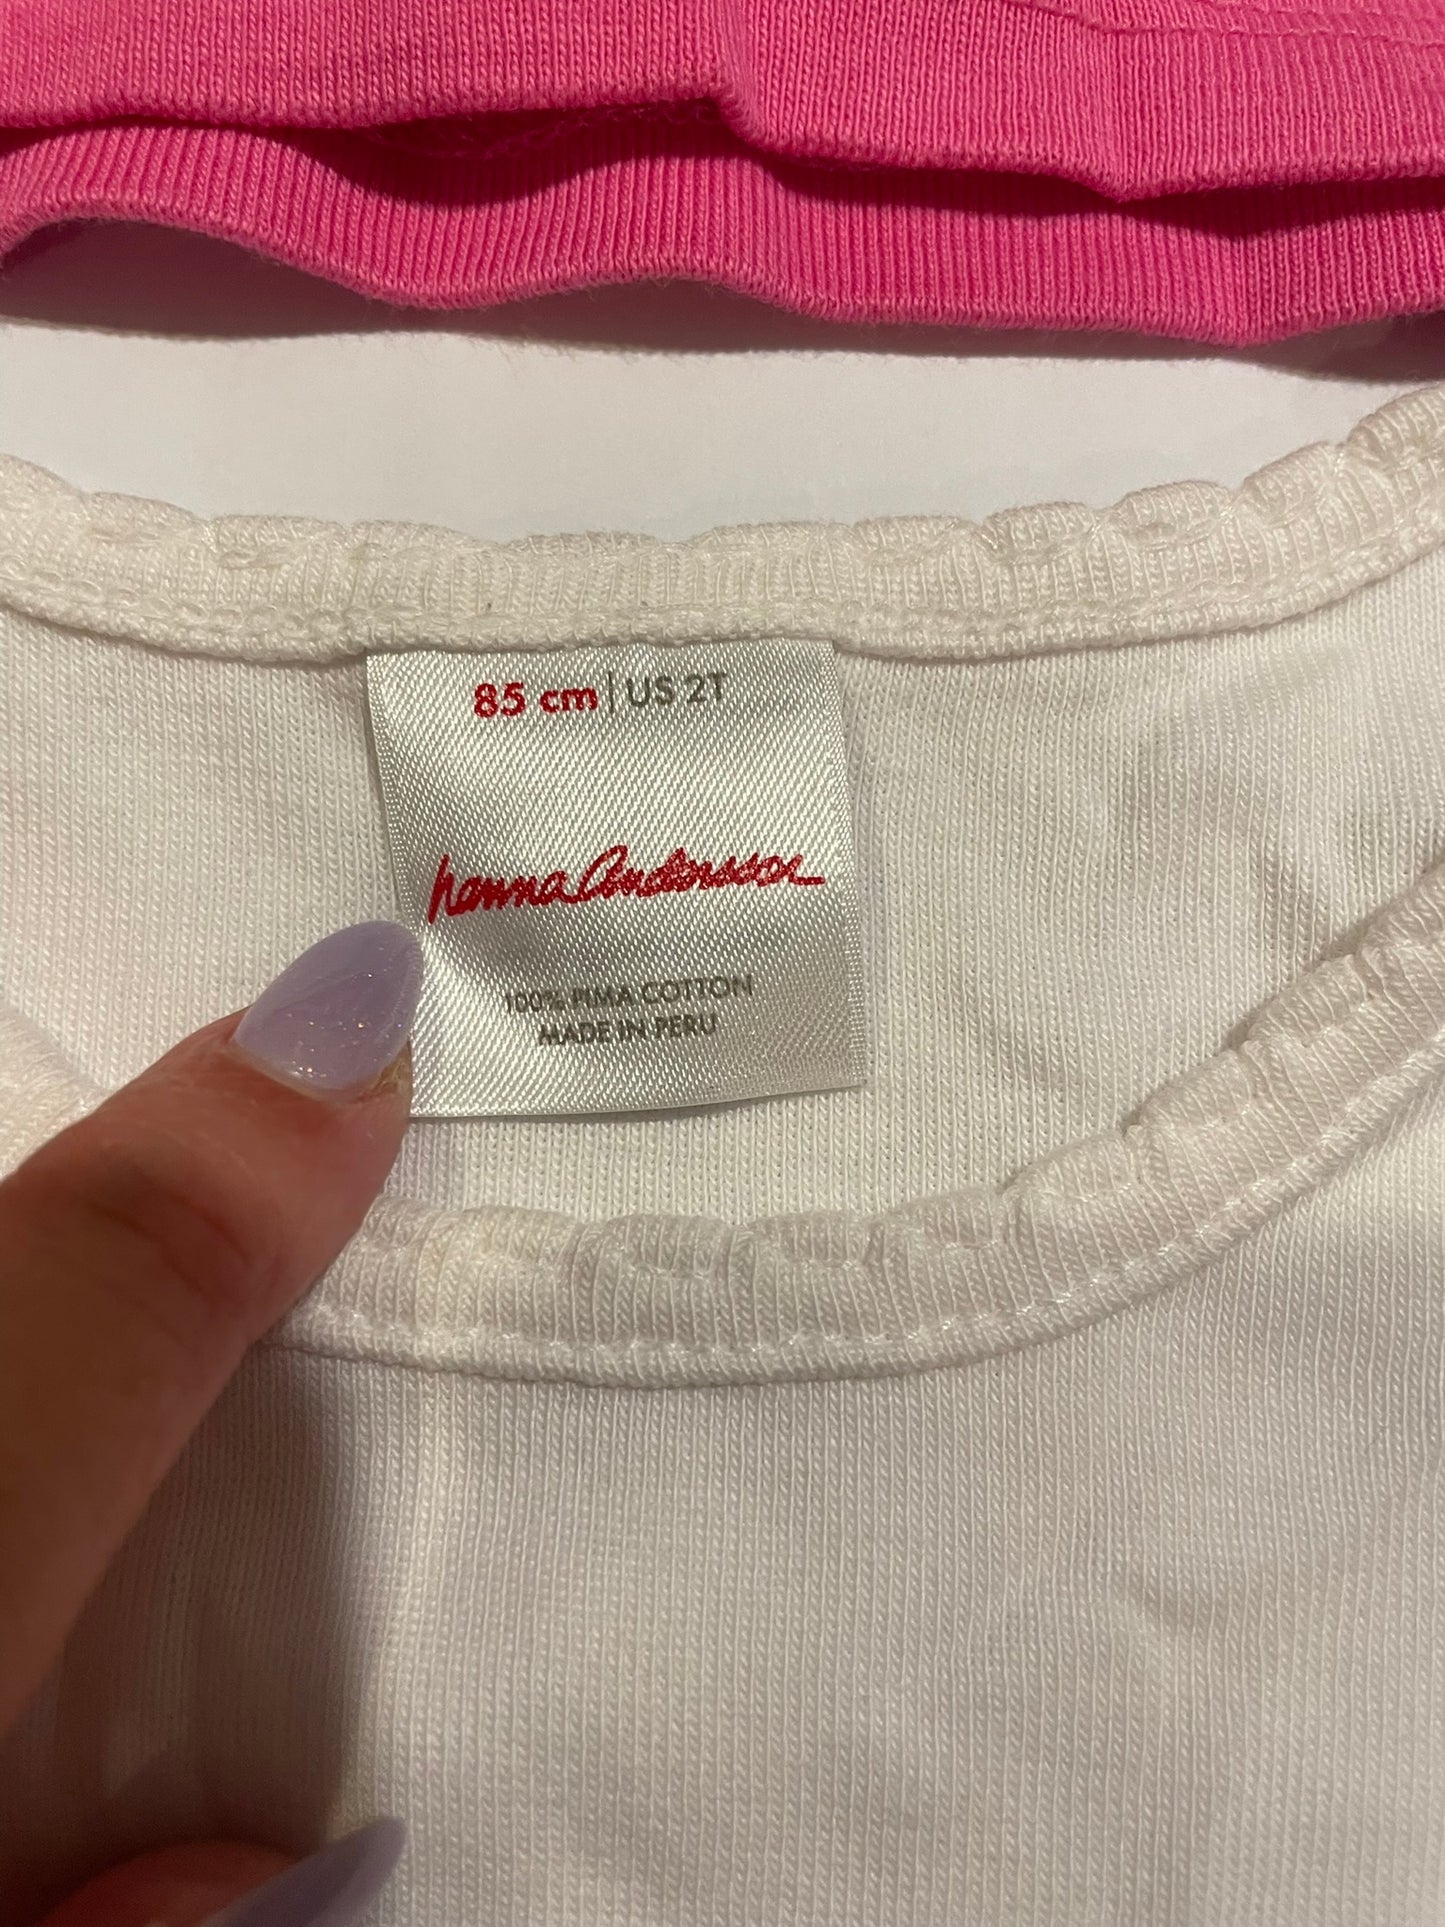 85 cm | US 2T
hanna Andersson
100% PIMA COTTON
MADE IN PERU